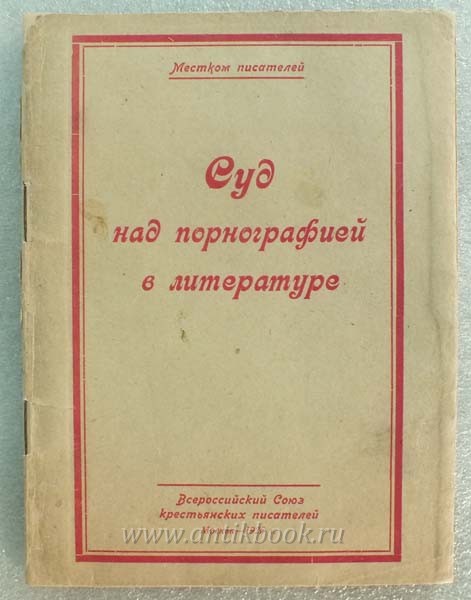 Местком писателей
Суд
над порнографией
в литературе
Всероссийский Союз
крестьянских писателей
www.antikbook.ru